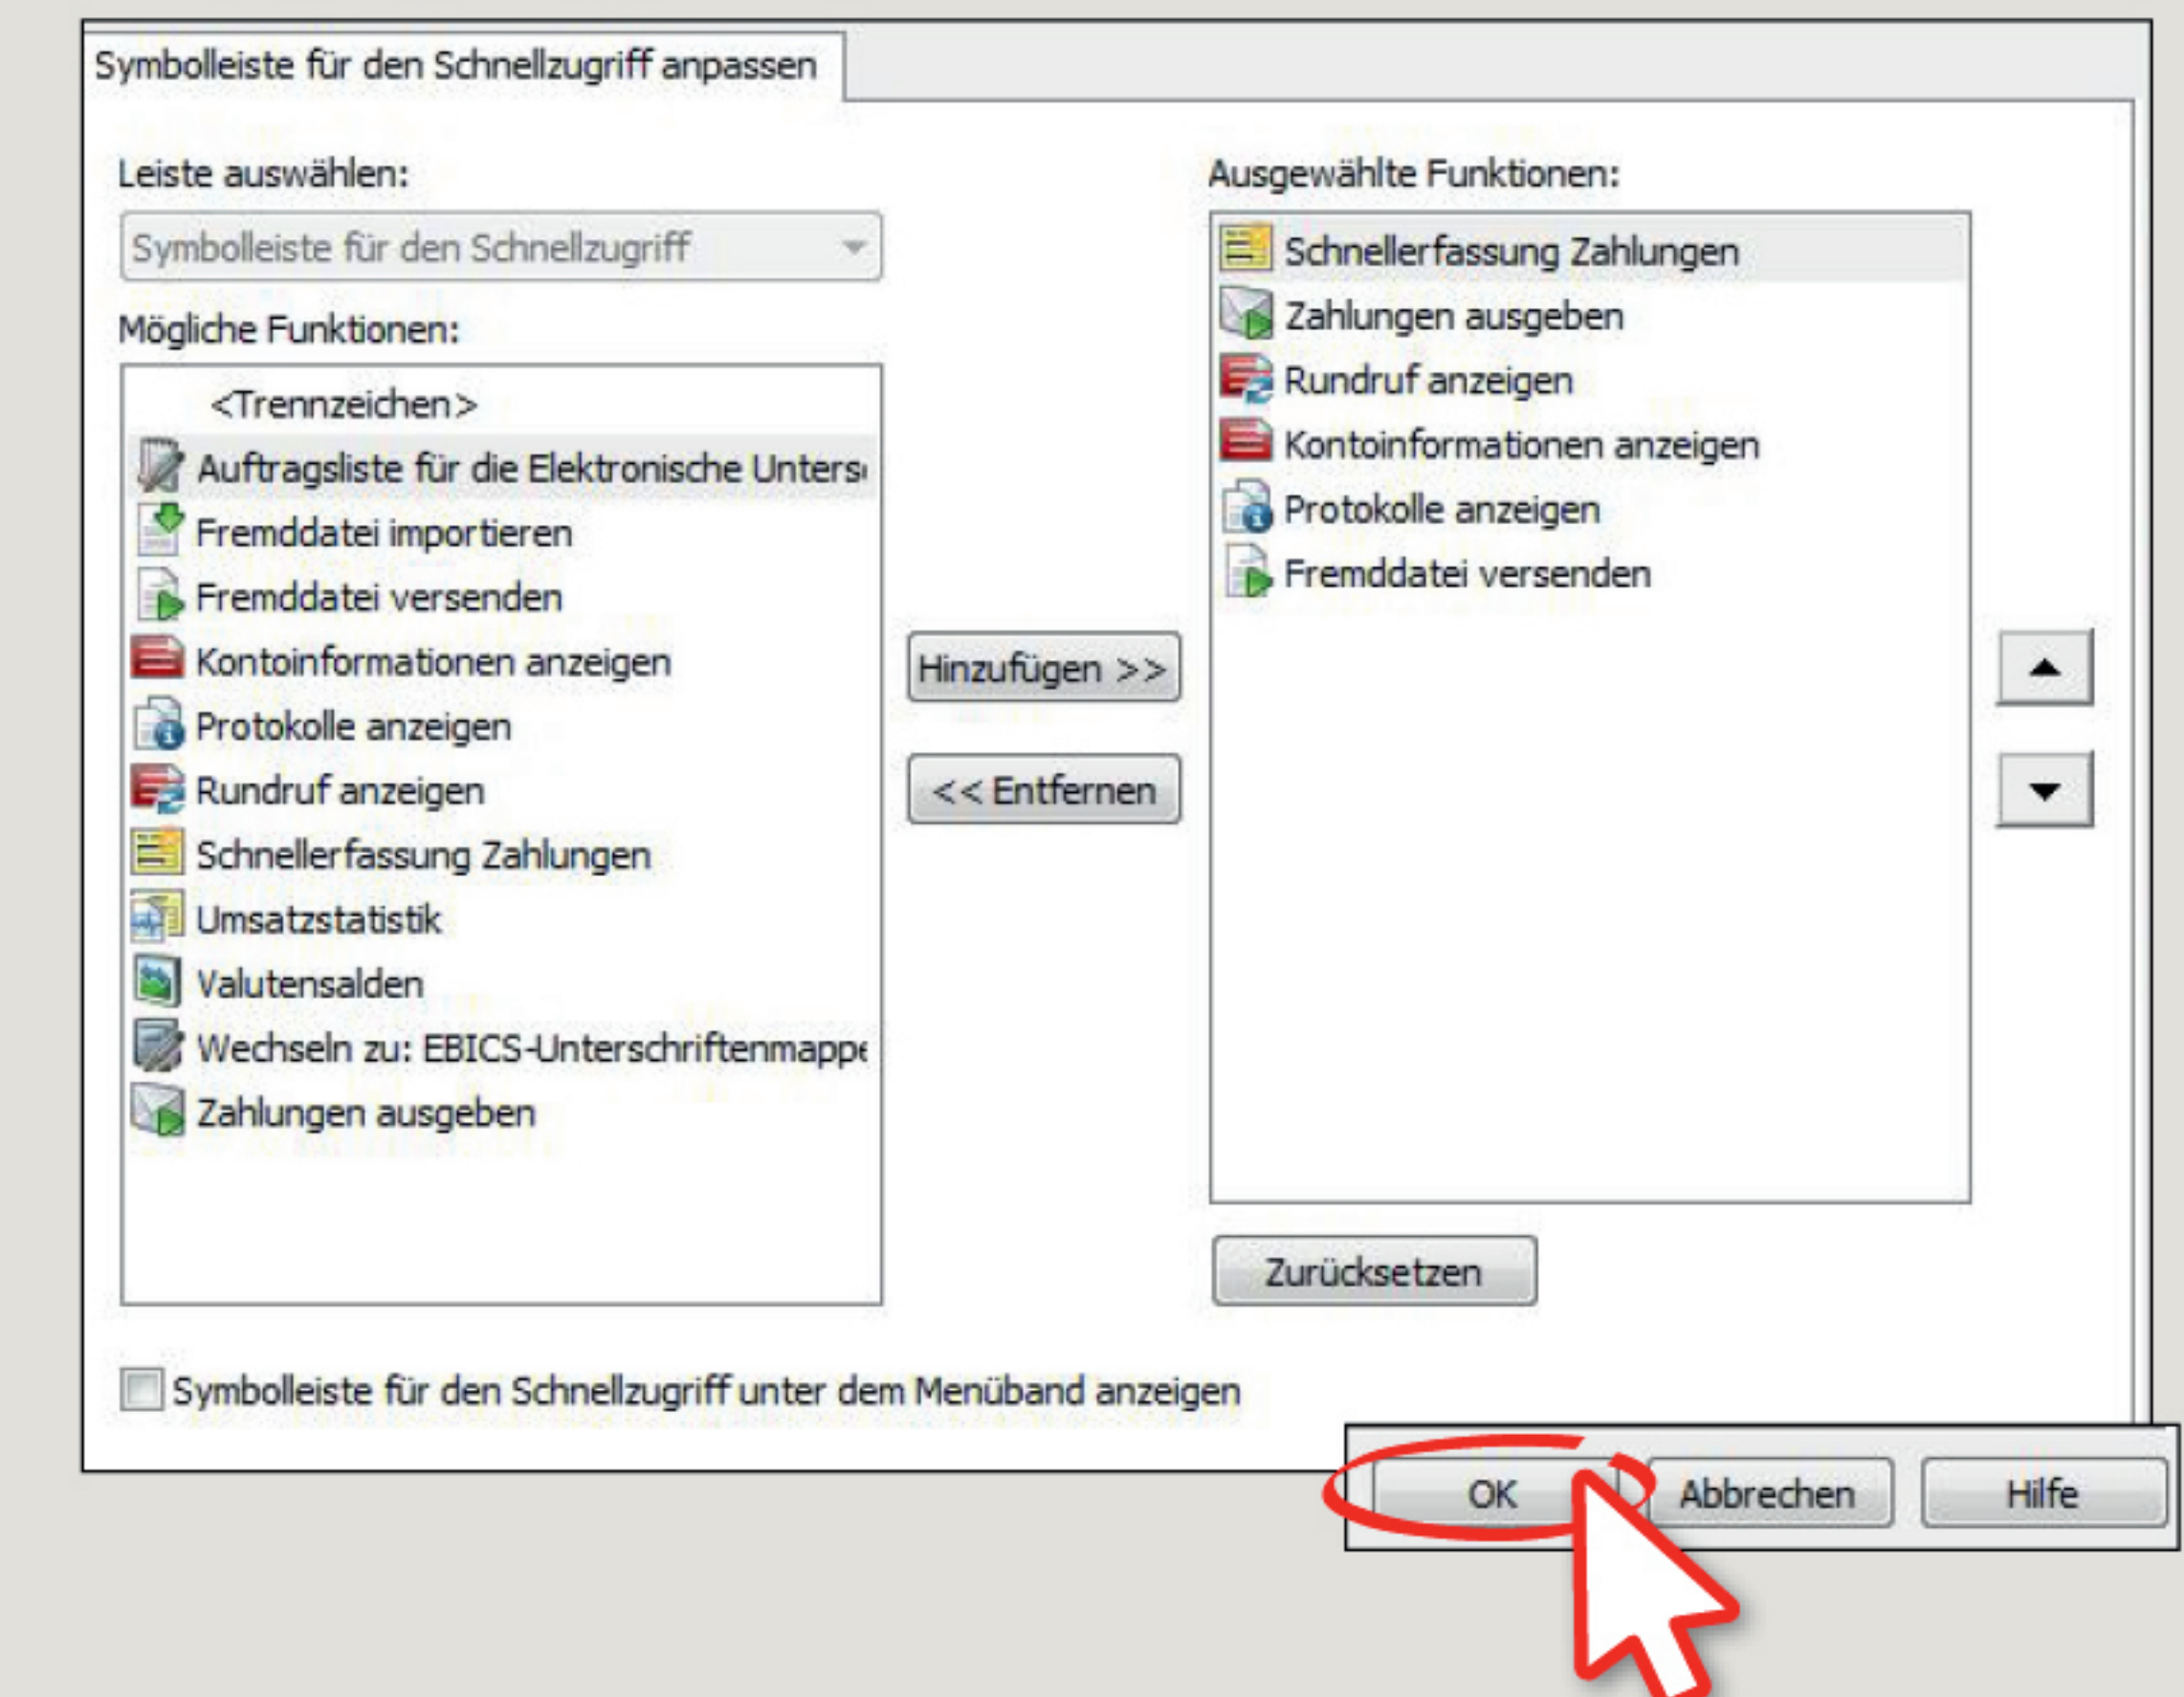 Symbolleiste für den Schnellzugriff anpassen
Leiste auswählen:
Symbolleiste für den Schnellzugriff
Mögliche Funktionen:
<Trennzeichen>
Auftragsliste für die Elektronische
Fremddatei importieren
Fremddatei versenden
Kontoinformationen anzeigen
Protokolle anzeigen
Rundruf anzeigen
Schnellerfassung Zahlungen
Umsatzstatistik
Valutensalden
Wechseln zu: EBICS-Unterschriftenmappe
Zahlungen ausgeben
Hinzufügen >>
<< Entfernen
Ausgewählte Funktionen:
Schnellerfassung Zahlungen
Zahlungen ausgeben
Rundruf anzeigen
Kontoinformationen anzeigen
Protokolle anzeigen
Fremddatei versenden
Zurücksetzen
Symbolleiste für den Schnellzugriff unter dem Menüband anzeigen
OK
Abbrechen
Hilfe